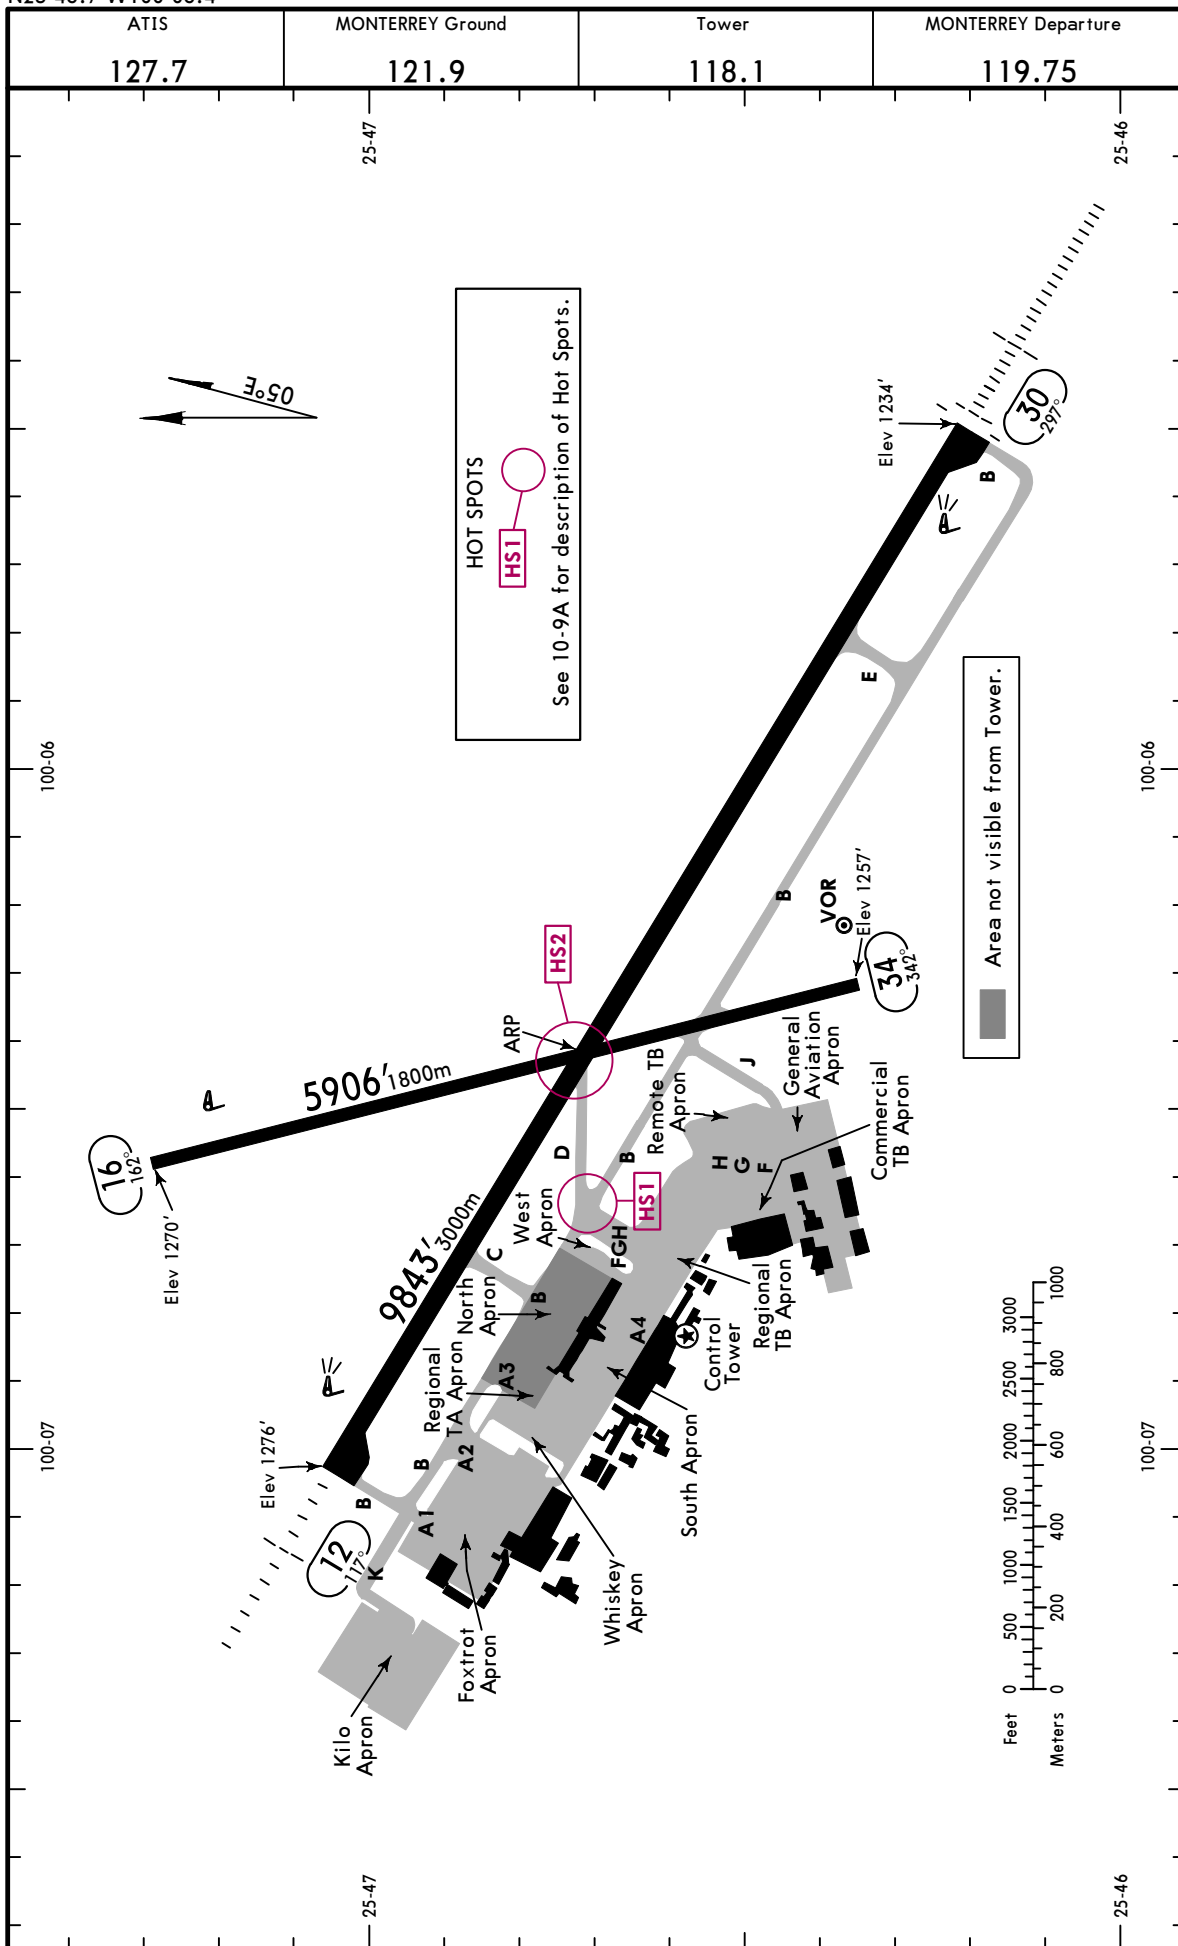 ATIS
127.7
MONTERREY Ground
121.9
Tower
118.1
MONTERREY Departure
119.75
25-47
25-46
100-06
100-06
100-07
100-07
25-47
25-46
05°E
HOT SPOTS
HS1
See 10-9A for description of Hot Spots.
Elev 1234'
30
297°
B
E
Area not visible from Tower.
B
VOR
Elev 1257'
34
342°
HS2
ARP
5906' 1800m
16
162°
Elev 1270'
9843' 3000m
D
B
HS1
West
Apron
Remote TB
Apron
J
General
Aviation
Apron
Commercial
TB Apron
H
G
F
FGH
C
B
North
Apron
Regional
TA Apron
A3
A4
Control
Tower
Regional
TB Apron
South Apron
Elev 1276'
B
B
A2
A1
12
117°
K
Whiskey
Apron
Foxtrot
Apron
Kilo
Apron
Feet 0 500 1000 1500 2000 2500 3000
Meters 0 200 400 600 800 1000